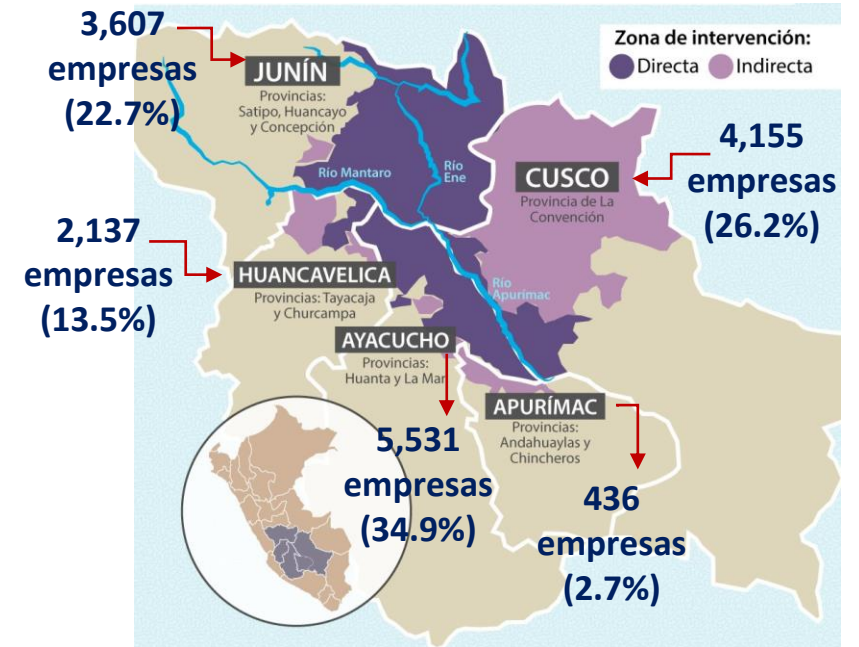 3,607
empresas
(22.7%)
JUNÍN
Provincias:
Satipo, Huancayo
y Concepción
Zona de intervención:
Directa
Indirecta
Río Mantaro
Río
Ene
CUSCO
Provincia de La
Convención
4,155
empresas
(26.2%)
2,137
empresas
(13.5%)
HUANCAVELICA
Provincias: Tayacaja
y Churcampa
Río
Apurímac
AYACUCHO
Provincias:
Huanta y La Mar
5,531
empresas
(34.9%)
APURÍMAC
Provincias:
Andahuaylas y
Chincheros
436
empresas
(2.7%)